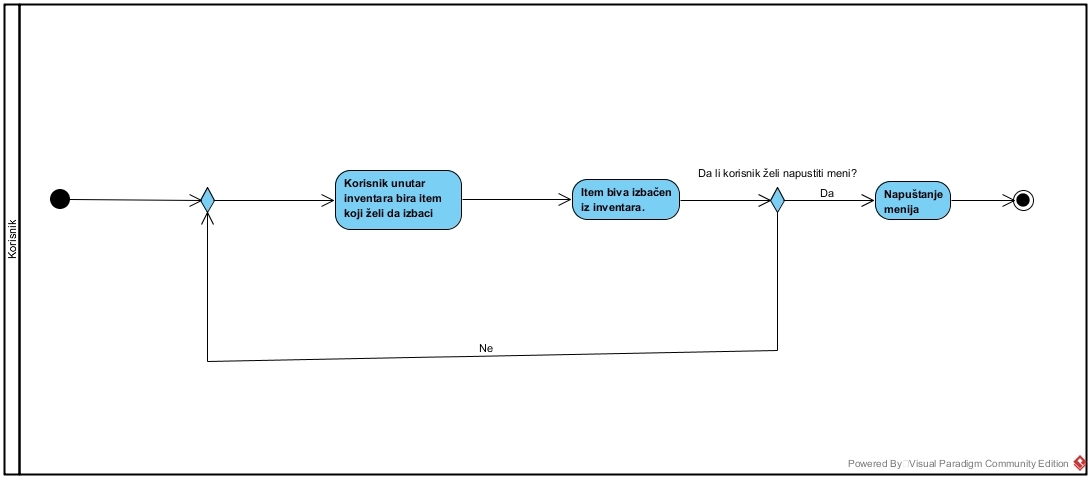 Korisnik
Korisnik unutar
inventara bira item
koji želi da izbaci
Item biva izbačen
iz inventara.
Da li korisnik želi napustiti meni?
Da
Napuštanje
menija
Ne
Powered By Visual Paradigm Community Edition